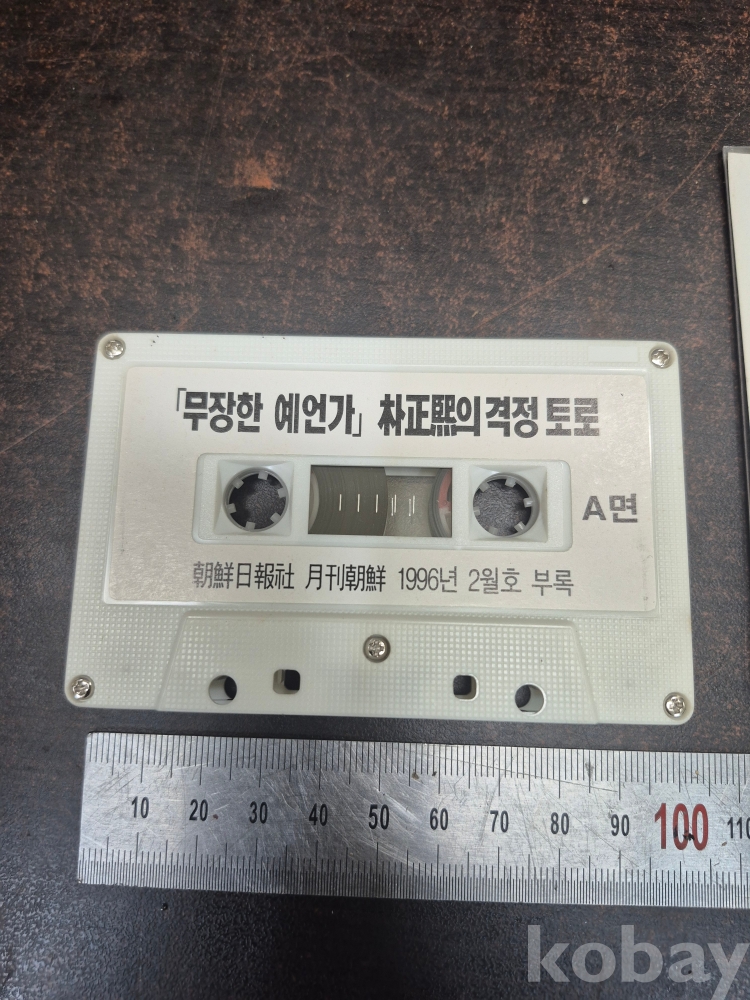 「무장한 예언가」 朴正熙의 격정 토로
A면
朝鮮日報社 月刊朝鮮 1996년 2월호 부록
10 20 30 40 50 60 70 80 90 100 110
kobay